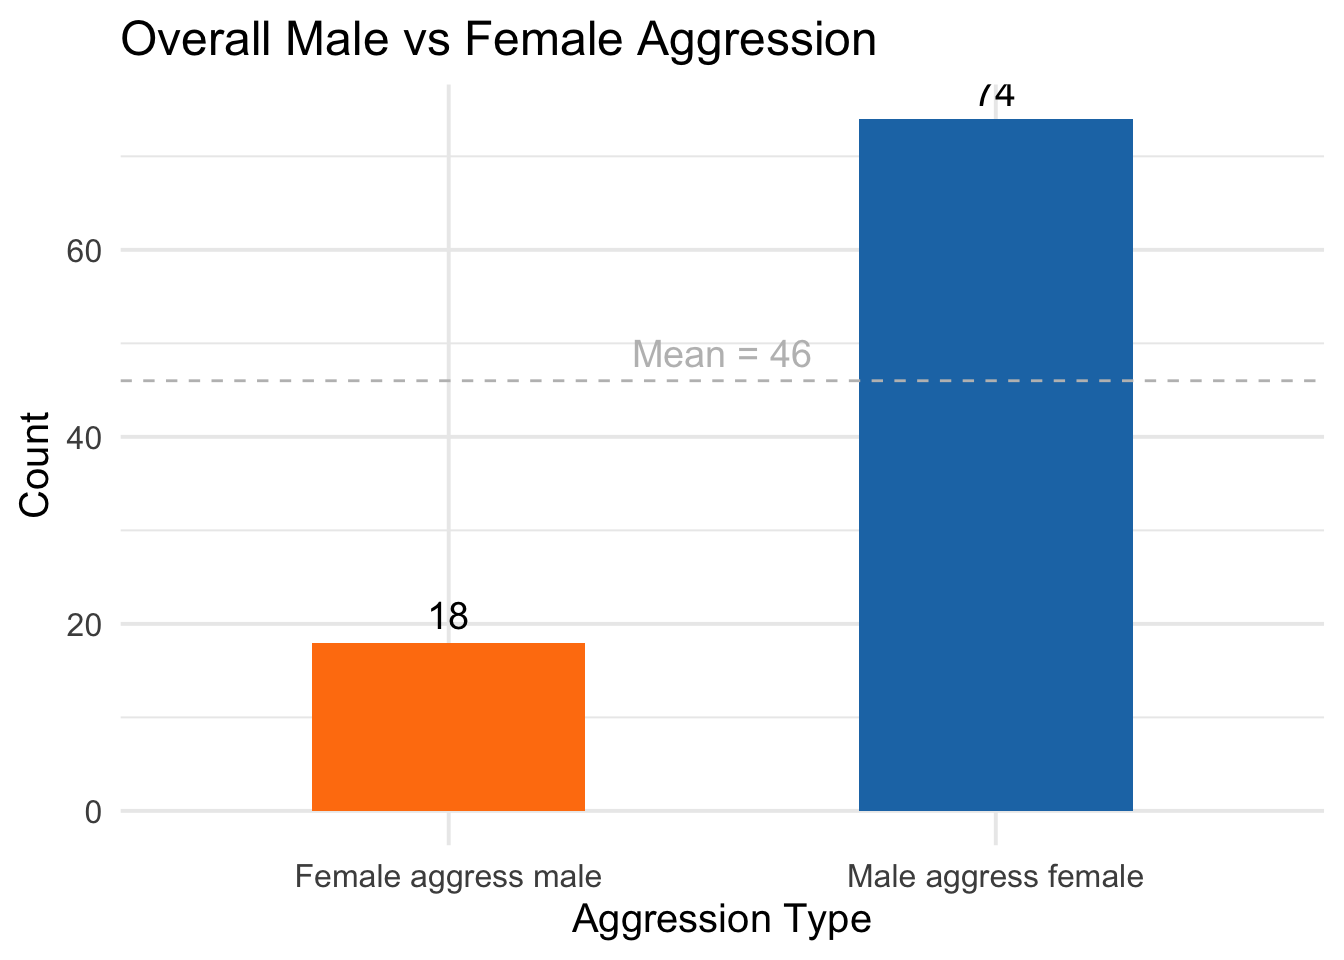 Overall Male vs Female Aggression
74
60
Mean = 46
40
Count
18
20
0
Female aggress male
Male aggress female
Aggression Type